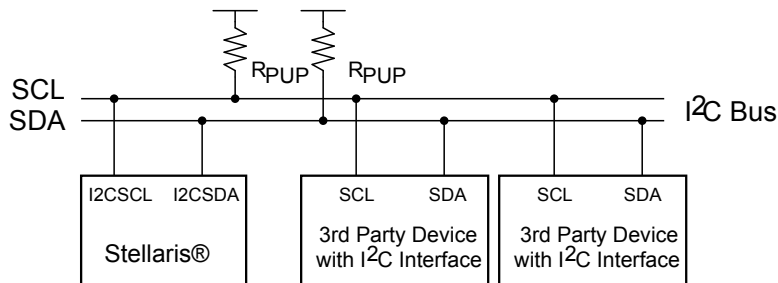 RPUP RPUP
SCL
SDA
I²C Bus
I2CSCL I2CSDA
Stellaris®
SCL SDA
3rd Party Device
with I²C Interface
SCL SDA
3rd Party Device
with I²C Interface